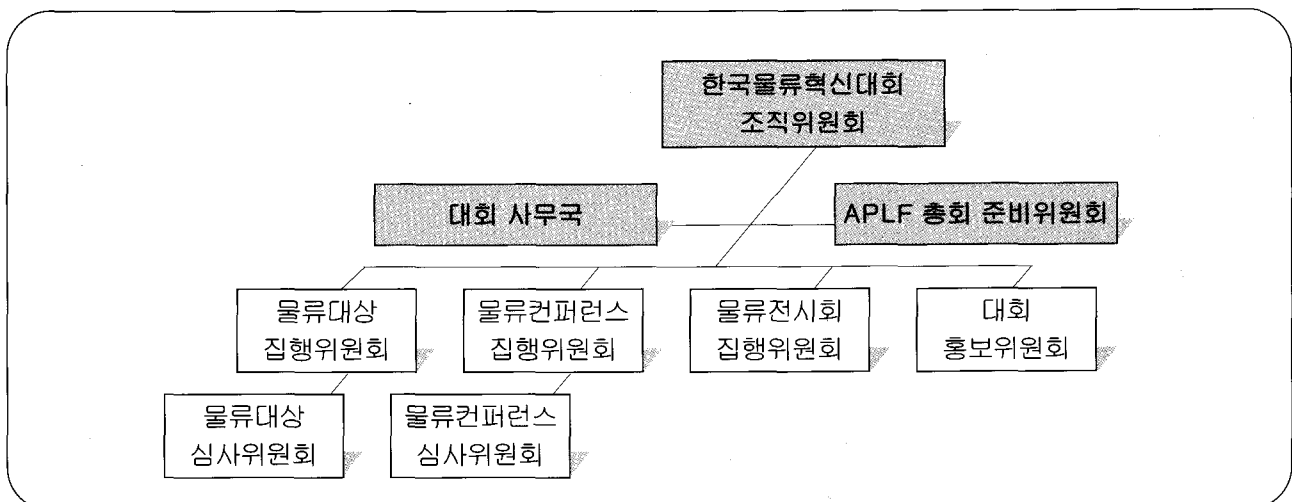 한국물류혁신대회
조직위원회
대회 사무국
APLF 총회 준비위원회
물류대상
집행위원회
물류컨퍼런스
집행위원회
물류전시회
집행위원회
대회
홍보위원회
물류대상
심사위원회
물류컨퍼런스
심사위원회